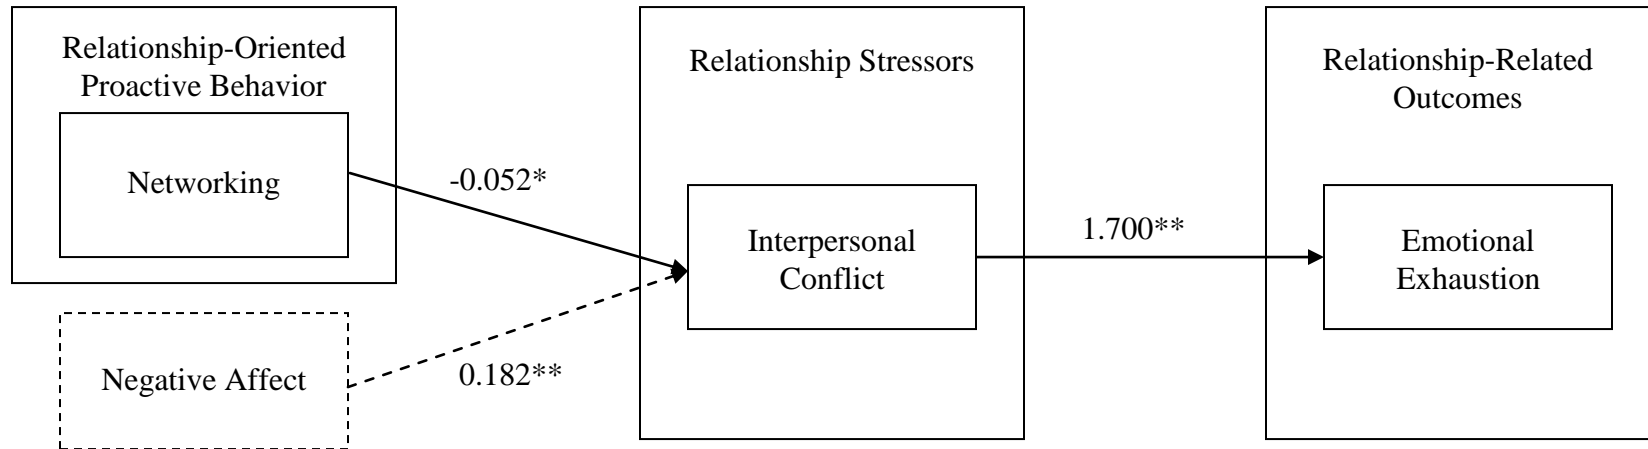 Relationship-Oriented
Proactive Behavior
Networking
-0.052*
Negative Affect
0.182**
Relationship Stressors
Interpersonal
Conflict
1.700**
Relationship-Related
Outcomes
Emotional
Exhaustion